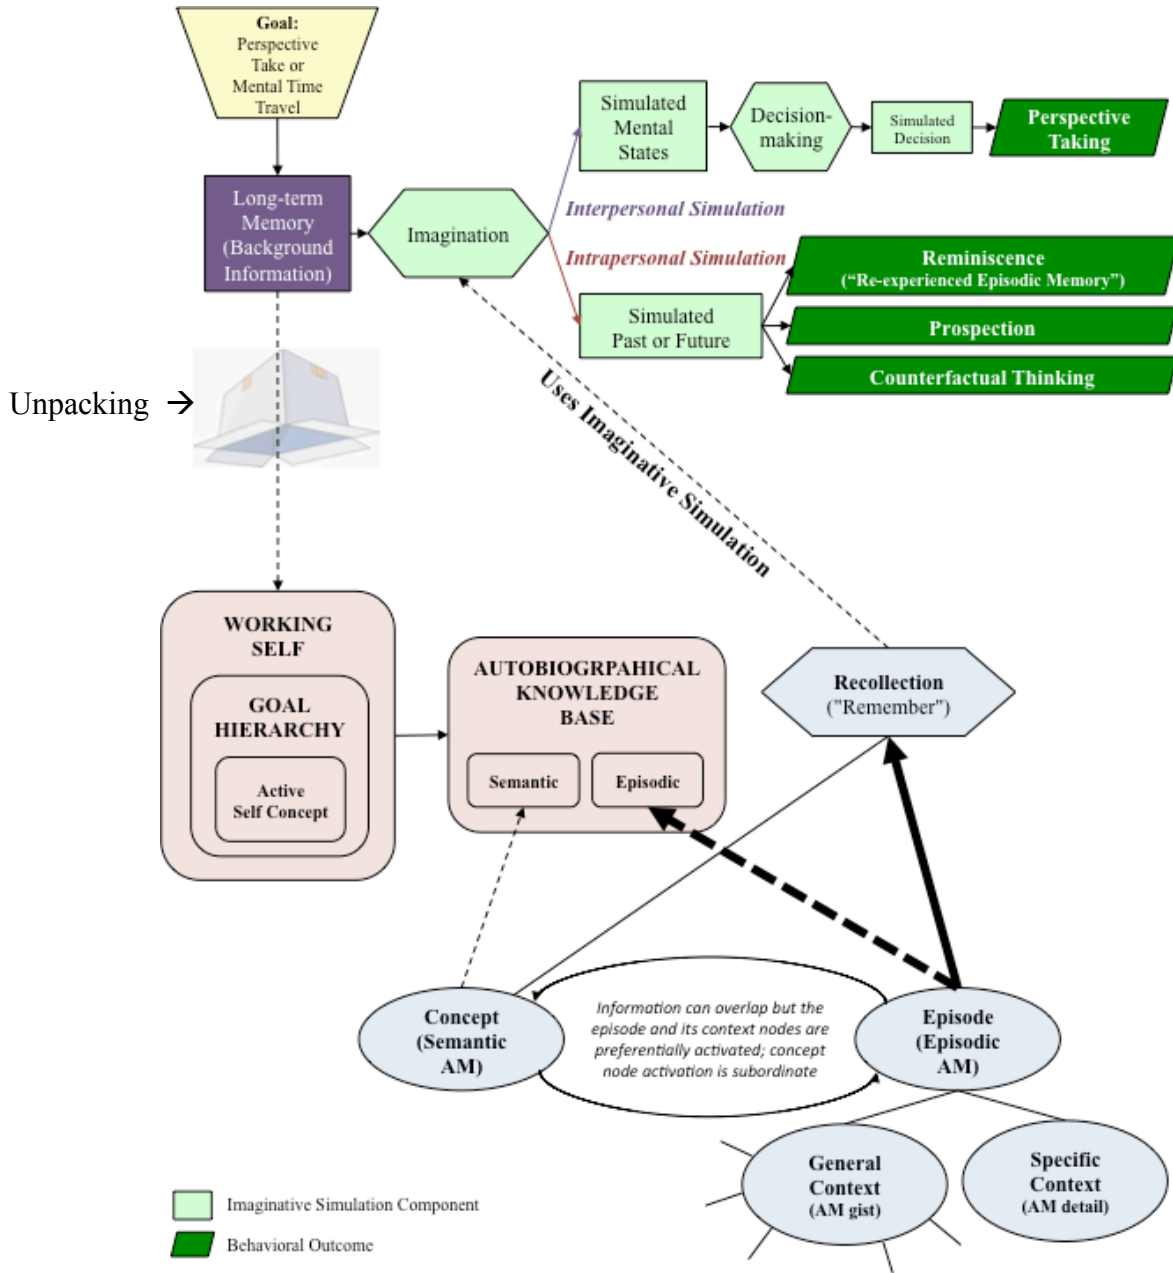 Goal:
Perspective
Take or
Mental Time
Travel
Long-term
Memory
(Background
Information)
Imagination
Simulated
Mental
States
Decision-
making
Simulated
Decision
Perspective
Taking
Interpersonal Simulation
Intrapersonal Simulation
Simulated
Past or Future
Reminiscence
(“Re-experienced Episodic Memory”)
Prospection
Counterfactual Thinking
Unpacking →
Uses Imaginative Simulation
WORKING
SELF
GOAL
HIERARCHY
Active
Self Concept
AUTOBIOGRPAHICAL
KNOWLEDGE
BASE
Semantic
Episodic
Recollection
("Remember")
Concept
(Semantic
AM)
Information can overlap but the
episode and its context nodes are
preferentially activated; concept
node activation is subordinate
Episode
(Episodic
AM)
General
Context
(AM gist)
Specific
Context
(AM detail)
Imaginative Simulation Component
Behavioral Outcome